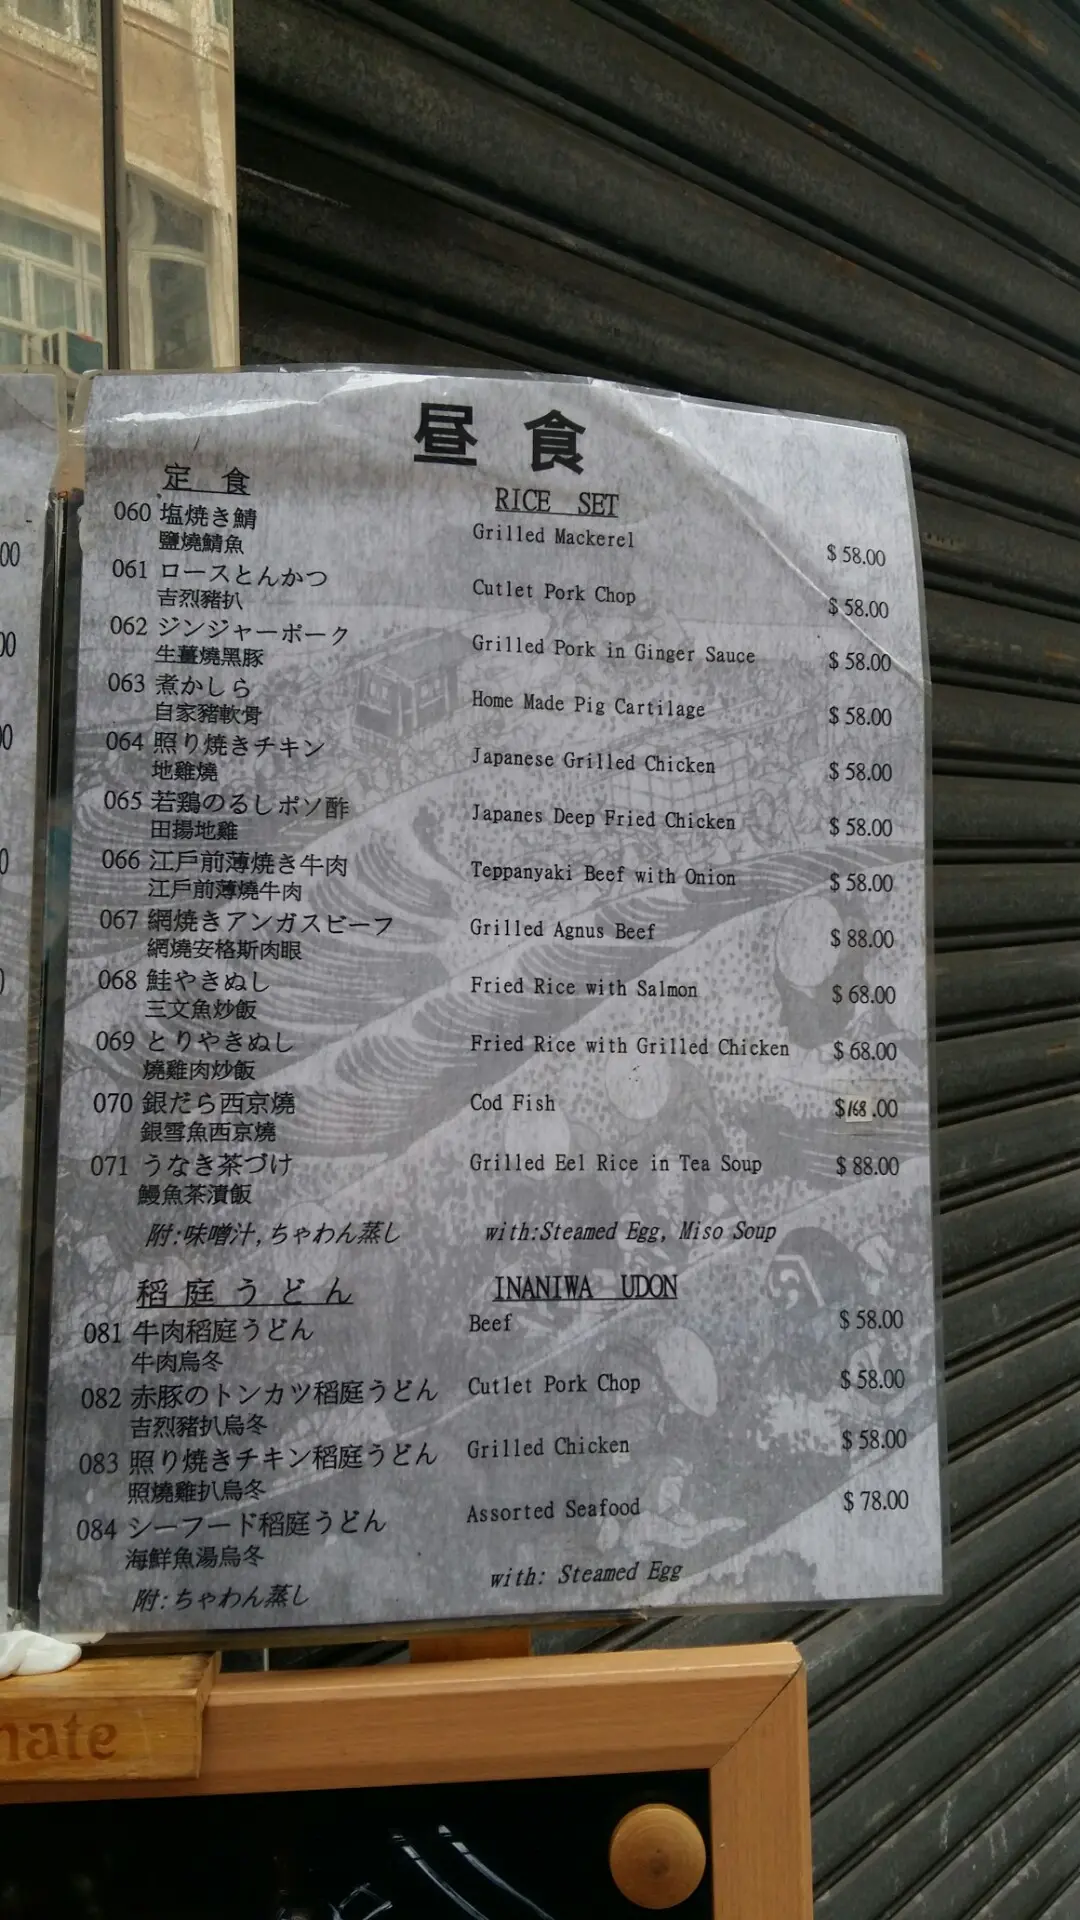 昼 食
定 食 RICE SET
060 塩焼き鯖 Grilled Mackerel $ 58.00
鹽燒鯖魚
061 ロースとんかつ Cutlet Pork Chop $ 58.00
吉烈豬扒
062 ジンジャーポーク Grilled Pork in Ginger Sauce $ 58.00
生薑燒黑豚
063 煮かしら Home Made Pig Cartilage $ 58.00
自家豬軟骨
064 照り焼きチキン Japanese Grilled Chicken $ 58.00
地雞燒
065 若鶏のるしポソ酢 Japanes Deep Fried Chicken $ 58.00
田揚地雞
066 江戸前薄焼き牛肉 Teppanyaki Beef with Onion $ 58.00
江戶前薄燒牛肉
067 網焼きアンガスビーフ Grilled Agnus Beef $ 88.00
網燒安格斯肉眼
068 鮭やきぬし Fried Rice with Salmon $ 68.00
三文魚炒飯
069 とりやきぬし Fried Rice with Grilled Chicken $ 68.00
燒雞肉炒飯
070 銀だら西京燒 Cod Fish $168.00
銀雪魚西京燒
071 うなき茶づけ Grilled Eel Rice in Tea Soup $ 88.00
鰻魚茶漬飯
附:味噌汁,ちゃわん蒸し with:Steamed Egg, Miso Soup
稲 庭 う ど ん INANIWA UDON
081 牛肉稲庭うどん Beef $ 58.00
牛肉烏冬
082 赤豚のトンカツ稲庭うどん Cutlet Pork Chop $ 58.00
吉烈豬扒烏冬
083 照り焼きチキン稲庭うどん Grilled Chicken $ 58.00
照燒雞扒烏冬
084 シーフード稲庭うどん Assorted Seafood $ 78.00
海鮮魚湯烏冬
附:ちゃわん蒸し with: Steamed Egg